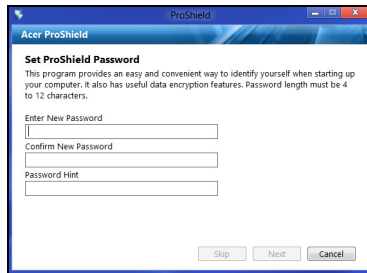 ProShield
Acer ProShield
Set ProShield Password
This program provides an easy and convenient way to identify yourself when starting up
your computer. It also has useful data encryption features. Password length must be 4
to 12 characters.
Enter New Password
Confirm New Password
Password Hint
Skip Next Cancel